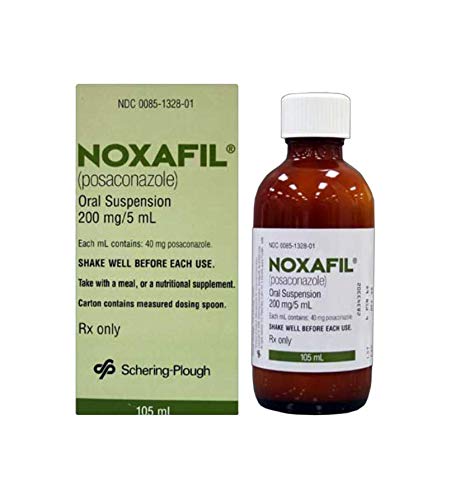 NDC 0085-1328-01
NOXAFIL®
(posaconazole)
Oral Suspension
200 mg/5 mL
Each mL contains: 40 mg posaconazole.
SHAKE WELL BEFORE EACH USE.
Take with a meal, or a nutritional supplement.
Carton contains measured dosing spoon.
Rx only
Schering-Plough
105 mL
NDC 0085-1328-01
NOXAFIL®
(posaconazole)
Oral Suspension
200 mg/5 mL
Each mL contains: 40 mg posaconazole.
SHAKE WELL BEFORE EACH USE.
Rx only
105 mL